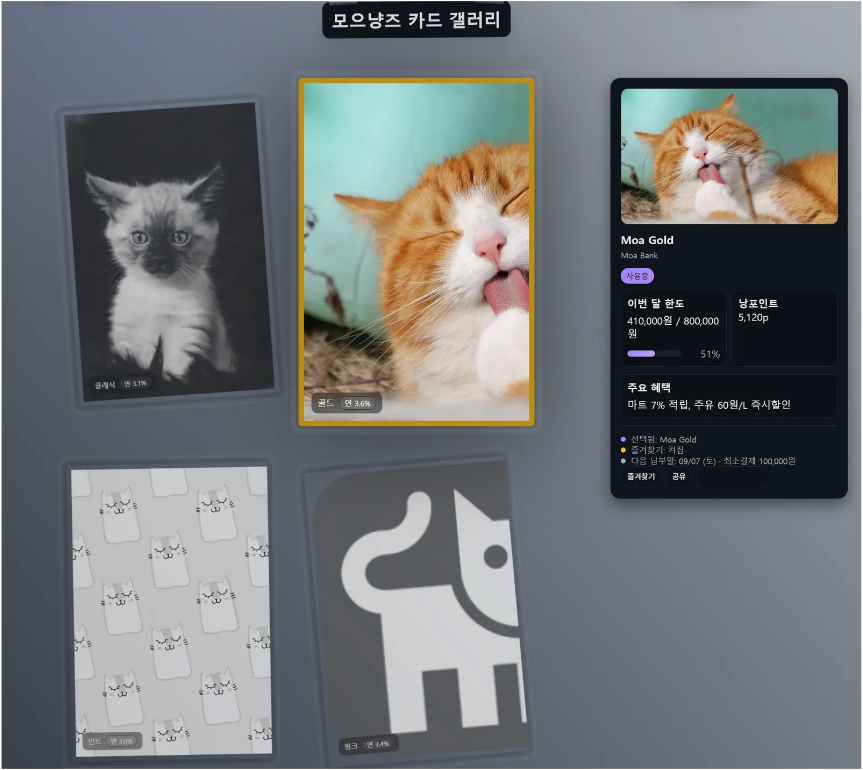 모으냥즈 카드 갤러리
클래식 연 3.1%
골드 연 3.6%
민트 연 3.0%
핑크 연 3.4%
Moa Gold
Moa Bank
사용중
이번 달 한도
410,000원 / 800,000
원
51%
낭포인트
5,120p
주요 혜택
마트 7% 적립, 주유 60원/L 즉시할인
선택됨: Moa Gold
즐겨찾기: 켜짐
다음 납부일: 09/07 (토) · 최소결제 100,000원
즐겨찾기 공유